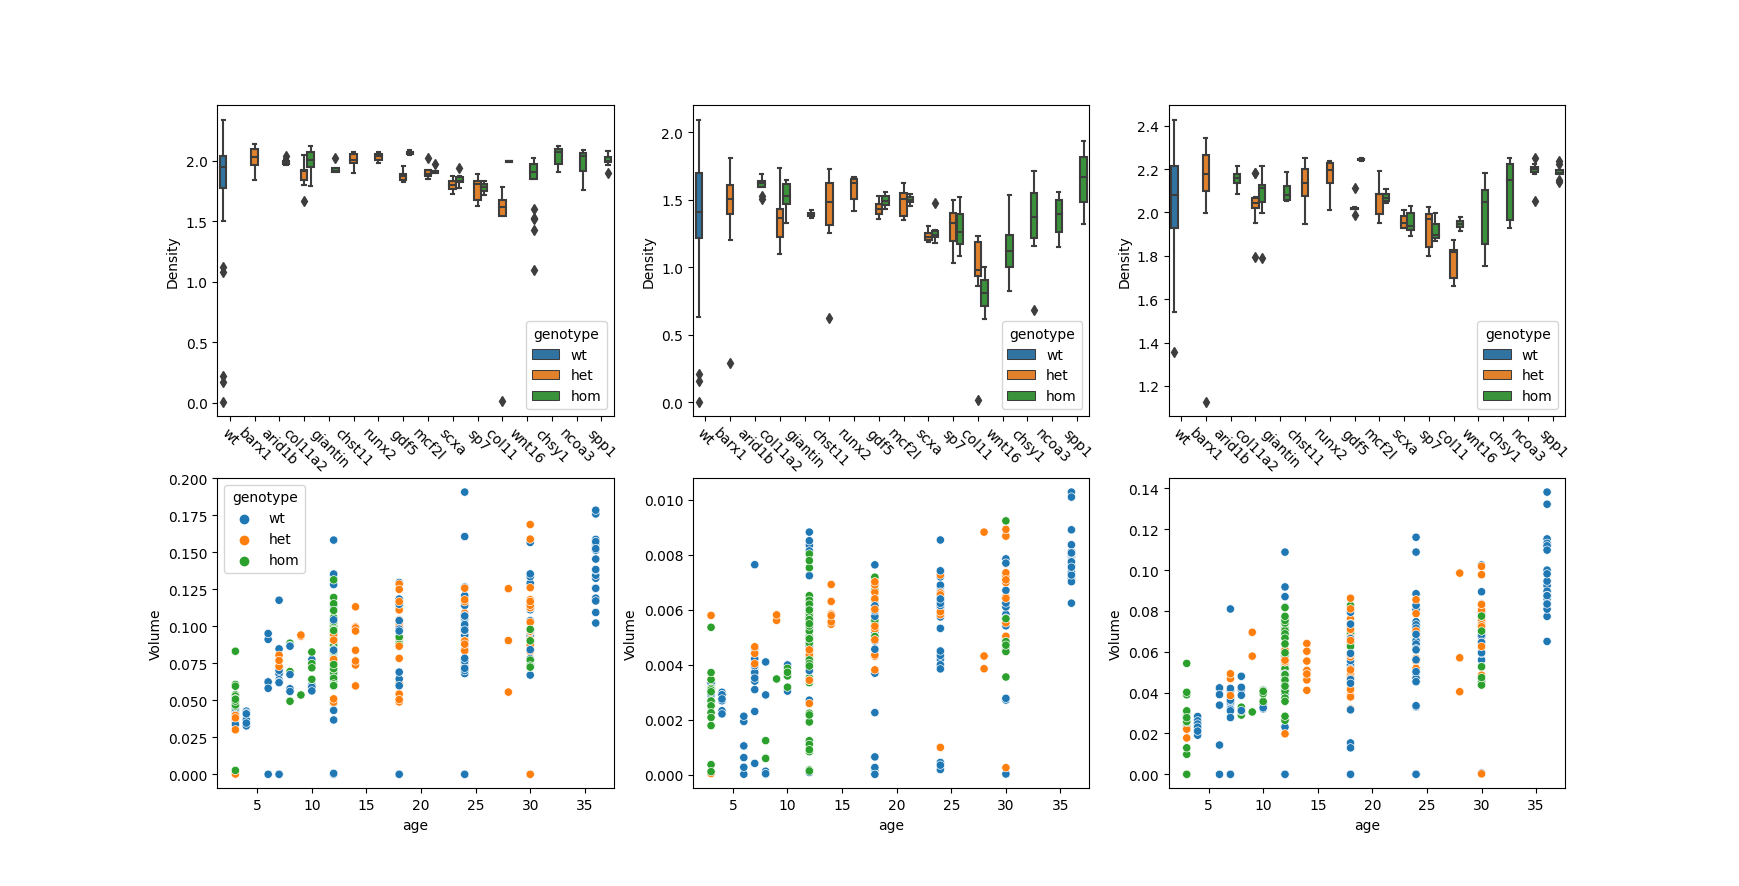 2.0
1.5
1.0
0.5
0.0
Density
genotype
wt
het
hom
wt
barx1
arid1b
col11a2
giantin
chst11
runx2
gdf5
mcf2l
scxa
sp7
col11
wnt16
chsy1
ncoa3
spp1
2.0
1.5
1.0
0.5
0.0
Density
genotype
wt
het
hom
wt
barx1
arid1b
col11a2
giantin
chst11
runx2
gdf5
mcf2l
scxa
sp7
col11
wnt16
chsy1
ncoa3
spp1
2.4
2.2
2.0
1.8
1.6
1.4
1.2
Density
genotype
wt
het
hom
wt
barx1
arid1b
col11a2
giantin
chst11
runx2
gdf5
mcf2l
scxa
sp7
col11
wnt16
chsy1
ncoa3
spp1
0.200
0.175
0.150
0.125
0.100
0.075
0.050
0.025
0.000
Volume
genotype
wt
het
hom
5 10 15 20 25 30 35
age
0.010
0.008
0.006
0.004
0.002
0.000
Volume
5 10 15 20 25 30 35
age
0.14
0.12
0.10
0.08
0.06
0.04
0.02
0.00
Volume
5 10 15 20 25 30 35
age